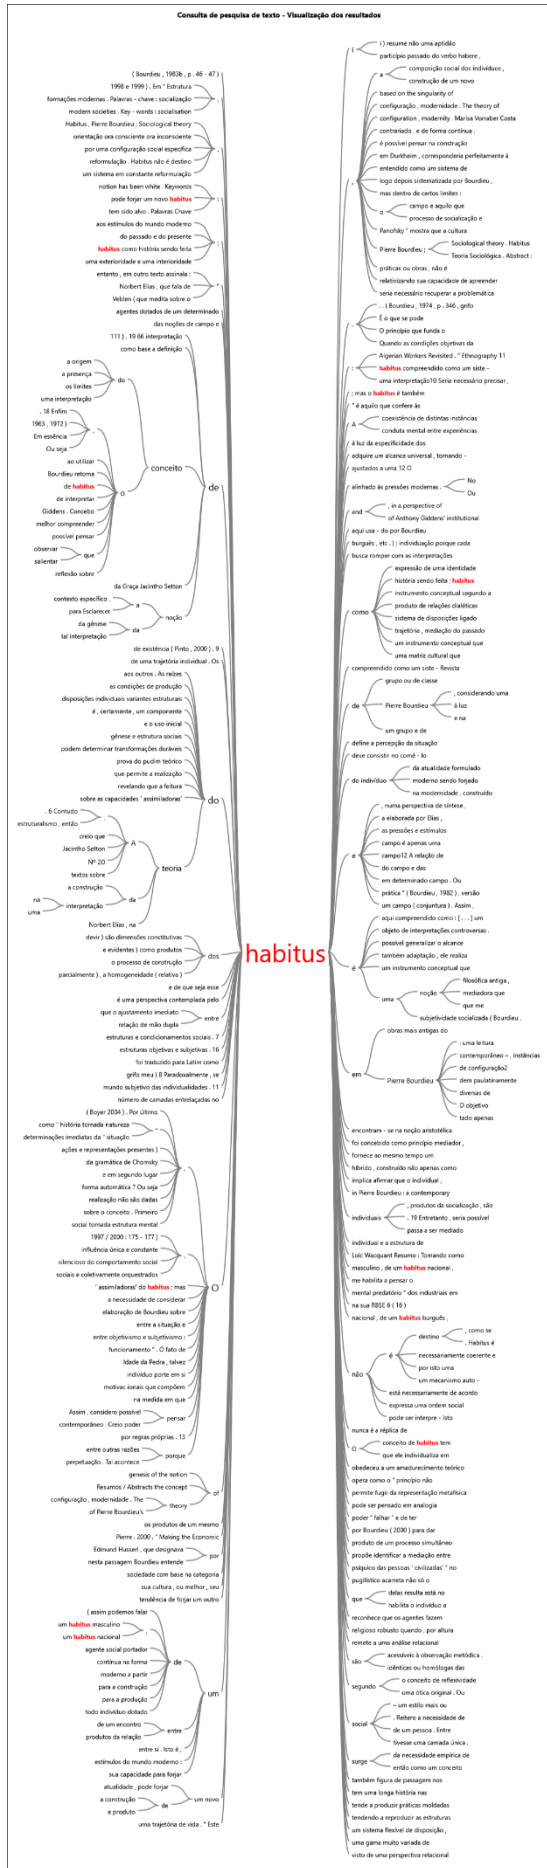 Consulta de pesquisa de texto - Visualização dos resultados
( Bourdieu , 1983b , p . 46 - 47 )
1998 e 1999 ) . Em " Estrutura
formações modernas . Palavras - chave : socialização
modern societies . Key - words : socialisation
.
Habitus , Pierre Bourdieu ; Sociological theory
orientação ora consciente ora inconsciente
por uma configuração social específica
reformulação . Habitus não é destino
um sistema em constante reformulação
.
notion has been white . Keywords
pode forjar um novo habitus
tem sido alvo . Palavras Chave
:
aos estímulos do mundo moderno
do passado e do presente
habitus como história sendo feita
uma exterioridade e uma interioridade
;
entanto , em outro texto assinala :
Norbert Elias , que fala de
Veblen ( que medita sobre o
"
agentes dotados de um determinado
das noções de campo e
111 ) . 19 66 interpretação
como base a definição
a origem
a presença
os limites
uma interpretação
do
. 18 Enfim
1963 , 1972 )
Em essência
Ou seja
,
ao utilizar
Bourdieu retoma
de habitus
de interpretar
Giddens . Concebo
melhor compreender
possível pensar
observar
salientar
que
reflexão sobre
o
conceito
de
da Graça Jacintho Setton
contexto específico ,
para Esclarecer
a
da gênese
tal interpretação
da
noção
de existência ( Pinto , 2000 ) . 9
de uma trajetória individual . Os
aos outros . As raízes
as condições de produção
disposições individuais variantes estruturais
é , certamente , um componente
e o uso inicial
gênese e estrutura sociais
podem determinar transformações duráveis
prova do pudim teórico
que permite a realização
revelando que a feitura
sobre as capacidades ' assimiladoras'
do
. 6 Contudo
estruturalismo , então
,
creio que
Jacintho Setton
Nº 20
textos sobre
A
a construção
na
uma
interpretação
da
teoria
Norbert Elias , na
devir ) são dimensões constitutivas
e evidentes ) como produtos
o processo de construção
parcialmente ) , a homogeneidade ( relativa )
dos
e de que seja esse
é uma perspectiva contemplada pelo
que o ajustamento imediato
relação de mão dupla
entre
estruturas e condicionamentos sociais . 7
estruturas objetivas e subjetivas . 16
foi traduzido para Latim como
grifo meu ) 8 Paradoxalmente , se
mundo subjetivo das individualidades . 11
número de camadas entrelaçadas no
( Boyer 2004 ) . Por último
como " história tornada natureza
determinações imediatas da " situação
"
ações e representações presentes )
da gramática de Chomsky
e em segundo lugar
forma automática ? Ou seja
realização não são dadas
sobre o conceito . Primeiro
social tornada estrutura mental
,
1997 / 2000 : 175 - 177 )
influência única e constante
silencioso do comportamento social
sociais e coletivamente orquestrados
.
' assimiladoras' do habitus ; mas
a necessidade de considerar
elaboração de Bourdieu sobre
entre a situação e
entre objetivismo e subjetivismo :
funcionamento " . O fato de
Idade da Pedra , talvez
indivíduo porte em si
motivacionais que compõem
na medida em que
O
Assim , considero possível
contemporâneo . Creio poder
pensar
por regras próprias . 13
entre outras razões
perpetuação . Tal acontece
porque
genesis of the notion
Resumos / Abstracts the concept
configuração , modernidade . The
of Pierre Bourdieu's
theory
of
os produtos de um mesmo
Pierre . 2000 . " Making the Economic
Edmund Husserl , que designava
nesta passagem Bourdieu entende
por
sociedade com base na categoria
sua cultura , ou melhor , seu
tendência de forjar um outro
( assim podemos falar
um habitus masculino
um habitus nacional
,
agente social portador
contínua na forma
moderno a partir
para a construção
para a produção
todo indivíduo dotado
de
de um encontro
produtos da relação
entre
entre si . Isto é ,
estímulos do mundo moderno :
sua capacidade para forjar
um
atualidade , pode forjar
a construção
e produto
de
um novo
uma trajetória de vida . " Este
habitus
(
i ) resume não uma aptidão
particípio passado do verbo habere ,
,
a
composição social dos indivíduos ,
construção de um novo
based on the singularity of
configuração , modernidade . The theory of
configuration , modernity . Marisa Vorraber Costa
contrariado , e de forma contínua ,
é possível pensar na construção
em Durkheim , corresponderia perfeitamente à
entendido como um sistema de
logo depois sistematizada por Bourdieu ,
mas dentro de certos limites :
o
campo e aquilo que
processo de socialização e
Panofsky " mostra que a cultura
Pierre Bourdieu ;
Sociological theory . Habitus
Teoria Sociológica . Abstract :
práticas ou obras , não é
relativizando sua capacidade de apreender
seria necessário recuperar a problemática
.
. . ( Bourdieu , 1974 , p . 346 , grifo
É o que se pode
O princípio que funda o
Quando as condições objetivas da
:
Algerian Workers Revisited . " Ethnography 11
habitus compreendido como um siste -
uma interpretação10 Seria necessário precisar ,
; mas o habitus é também
" é aquilo que confere às
A
coexistência de distintas instâncias
conduta mental entre experiências
à luz da especificidade dos
adquire um alcance universal , tornando -
ajustados a uma 12 O
alinhado às pressões modernas .
No
Ou
and
, in a perspective of
of Anthony Giddens' institutional
aqui usa - do por Bourdieu
burguês , etc . ) ; individuação porque cada
busca romper com as interpretações
como
expressão de uma identidade
história sendo feita ; habitus
instrumento conceptual segundo a
produto de relações dialéticas
sistema de disposições ligado
trajetória , mediação do passado
um instrumento conceptual que
uma matriz cultural que
compreendido como um siste - Revista
de
grupo ou de classe
Pierre Bourdieu
, considerando uma
à luz
e na
um grupo e de
define a percepção da situação
deve consistir no comê - lo
do indivíduo
da atualidade formulado
moderno sendo forjado
na modernidade , construído
e
, numa perspectiva de síntese ,
a elaborada por Elias ,
as pressões e estímulos
campo é apenas uma
campo12 A relação de
do campo e das
em determinado campo . Ou
prática " ( Bourdieu , 1982 ) , versão
um campo ( conjuntura ) . Assim ,
é
aqui compreendido como : [ . . . ] um
objeto de interpretações controversas .
possível generalizar o alcance
também adaptação , ele realiza
um instrumento conceptual que
uma
noção
filosófica antiga ,
mediadora que
que me
subjetividade socializada ( Bourdieu ,
em
obras mais antigas do
Pierre Bourdieu
: uma leitura
contemporâneo – , instâncias
de configuração2
dem paulatinamente
diversas de
O objetivo
tado apenas
encontram - se na noção aristotélica
foi concebido como princípio mediador ,
fornece ao mesmo tempo um
híbrido , construído não apenas como
implica afirmar que o individual ,
in Pierre Bourdieu : a contemporary
individuais
, produtos da socialização , são
. 19 Entretanto , seria possível
passa a ser mediado
individual e a estrutura de
Loïc Wacquant Resumo : Tomando como
masculino , de um habitus nacional ,
me habilita a pensar o
mental predatório " dos industriais em
na sua RBSE 6 ( 16 )
nacional , de um habitus burguês ,
não
é
destino
, como se
. Habitus é
necessariamente coerente e
por isto uma
um mecanismo auto -
está necessariamente de acordo
expressa uma ordem social
pode ser interpre - Isto
nunca é a réplica de
O
conceito de habitus tem
que ele individualiza em
obedeceu a um amadurecimento teórico
opera como o " princípio não
permite fugir da representação metafísica
pode ser pensado em analogia
poder " falhar " e de ter
por Bourdieu ( 2000 ) para dar
produto de um processo simultâneo
propõe identificar a mediação entre
psíquico das pessoas ' civilizadas' " no
pugilístico acarreta não só o
que
delas resulta está no
habilita o indivíduo a
reconhece que os agentes fazem
religioso robusto quando , por altura
remete a uma análise relacional
são
acessíveis à observação metódica .
idênticas ou homólogas das
segundo
o conceito de reflexividade
uma ótica original . Ou
social
– um estilo mais ou
. Reitero a necessidade de
de um pessoa . Entre
tivesse uma camada única .
surge
da necessidade empírica de
então como um conceito
também figura de passagem nos
tem uma longa história nas
tende a produzir práticas moldadas
tendendo a reproduzir as estruturas
um sistema flexível de disposição ,
uma gama muito variada de
visto de uma perspectiva relacional